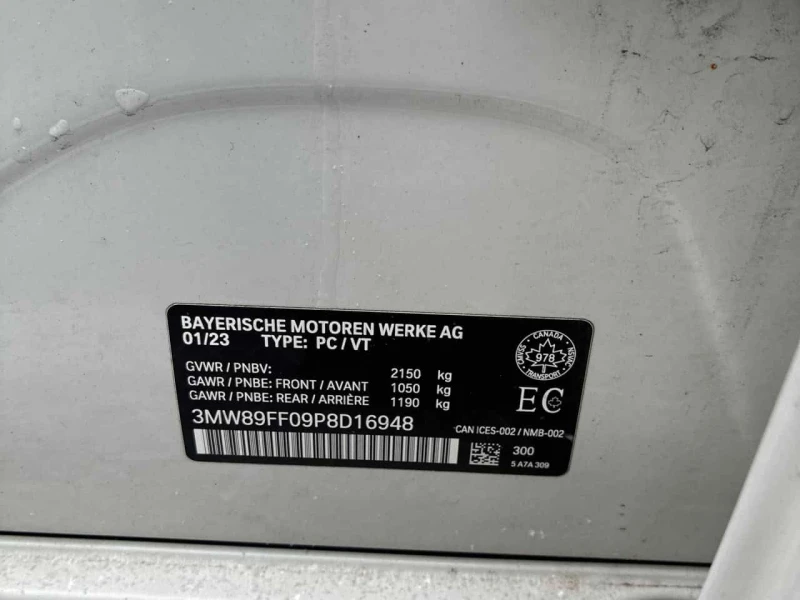 BAYERISCHE MOTOREN WERKE AG
01/23 TYPE: PC / VT
GVWR / PNBV: 2150 kg
GAWR / PNBE: FRONT / AVANT 1050 kg
GAWR / PNBE: REAR / ARRIÈRE 1190 kg
3MW89FF09P8D16948
CANADA
CMVSS NSVAC
978
TRANSPORT
EC
CAN ICES-002 / NMB-002
300
5 A7A 309